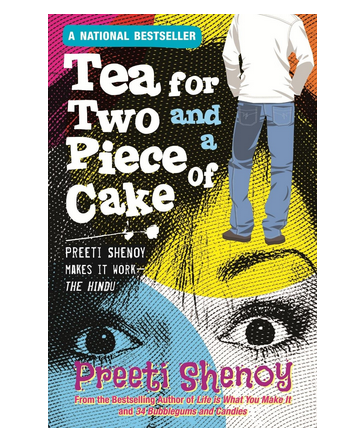 A NATIONAL BESTSELLER
Tea for
Two and a
Piece of
Cake
PREETI SHENOY
MAKES IT WORK—
THE HINDU
Preeti Shenoy
From the Bestselling Author of Life is What You Make It
and 34 Bubblegums and Candies